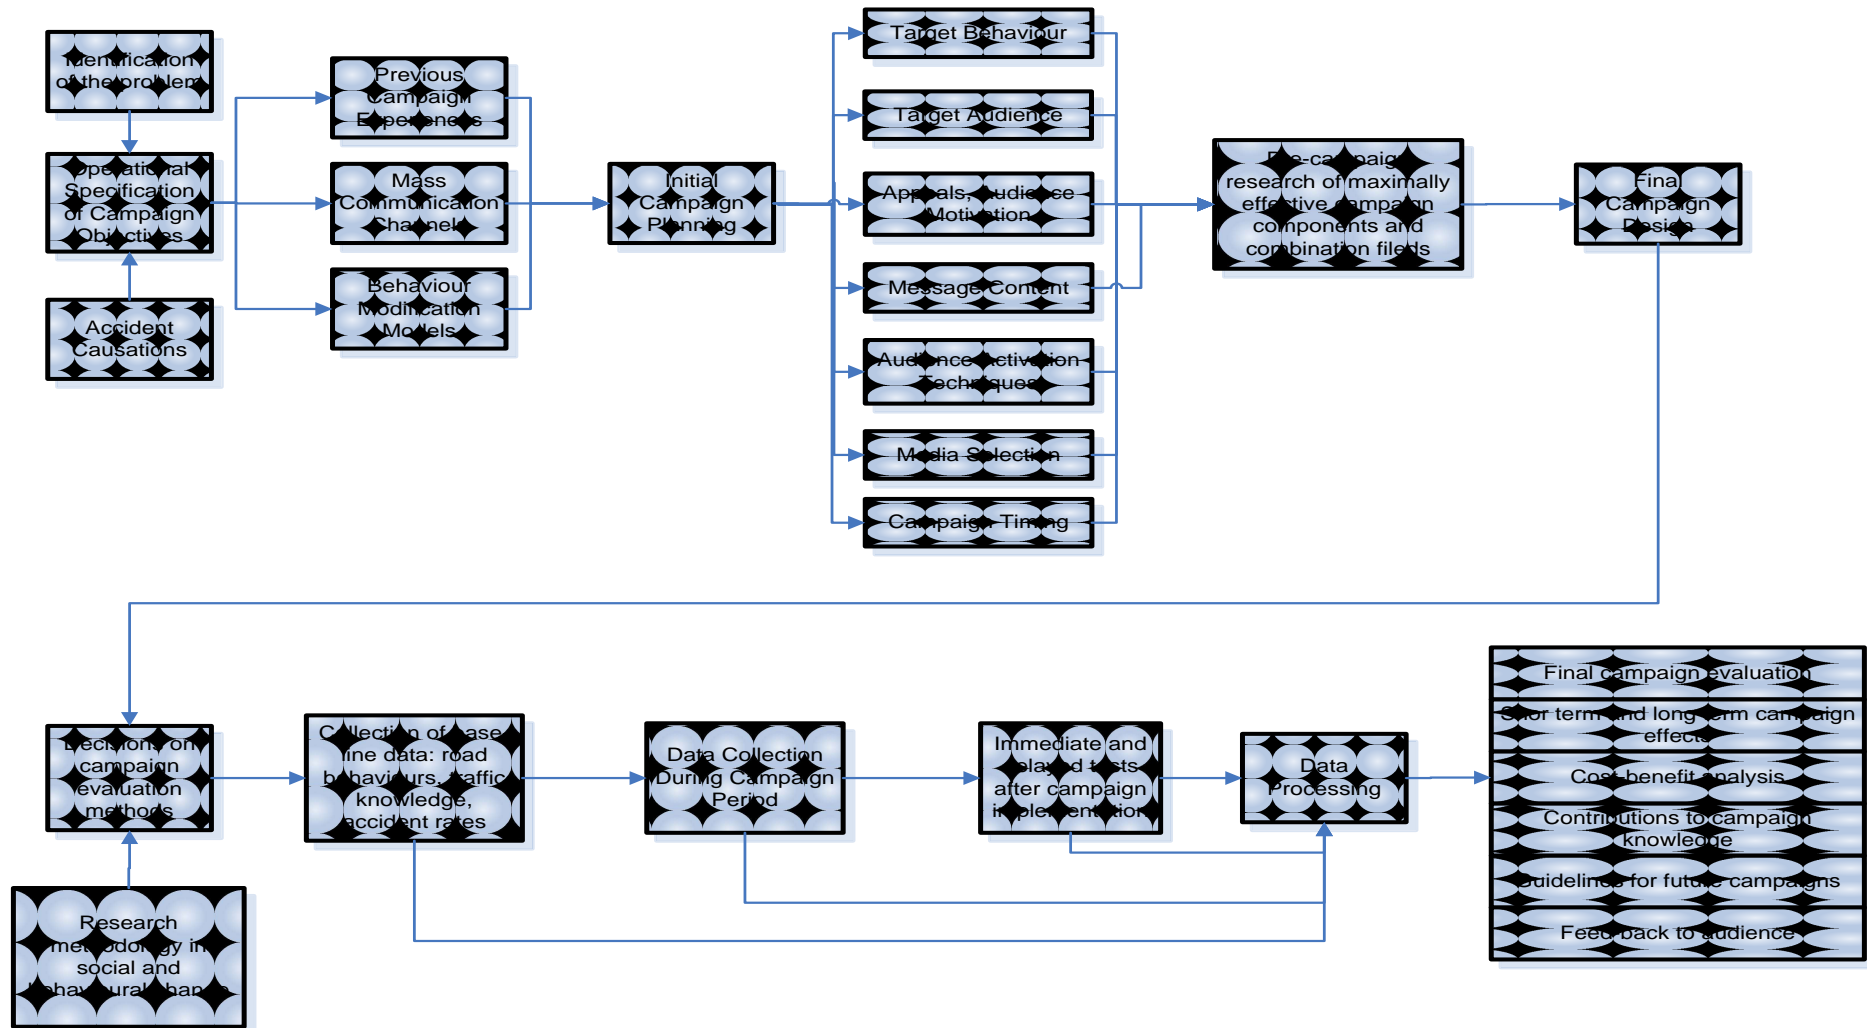 Identification
of the problem
Operational
Specification
of Campaign
Objectives
Accident
Causations
Previous
Campaign
Experiences
Mass
Communication
Channels
Behaviour
Modification
Models
Initial
Campaign
Planning
Target Behaviour
Target Audience
Appeals, Audience
Motivation
Message Content
Audience Activation
Techniques
Media Selection
Campaign Timing
Pre-campaign
research of maximally
effective campaign
components and
combination fileds
Final
Campaign
Design
Decisions on
campaign
evaluation
methods
Research
methodology in
social and
behavioural change
Collection of base
line data: road
behaviours, traffic
knowledge,
accident rates
Data Collection
During Campaign
Period
Immediate and
delayed tests
after campaign
implementation
Data
Processing
Final campaign evaluation
Shor term and long term campaign
effects
Cost-benefit analysis
Contributions to campaign
knowledge
Guidelines for future campaigns
Feed back to audience